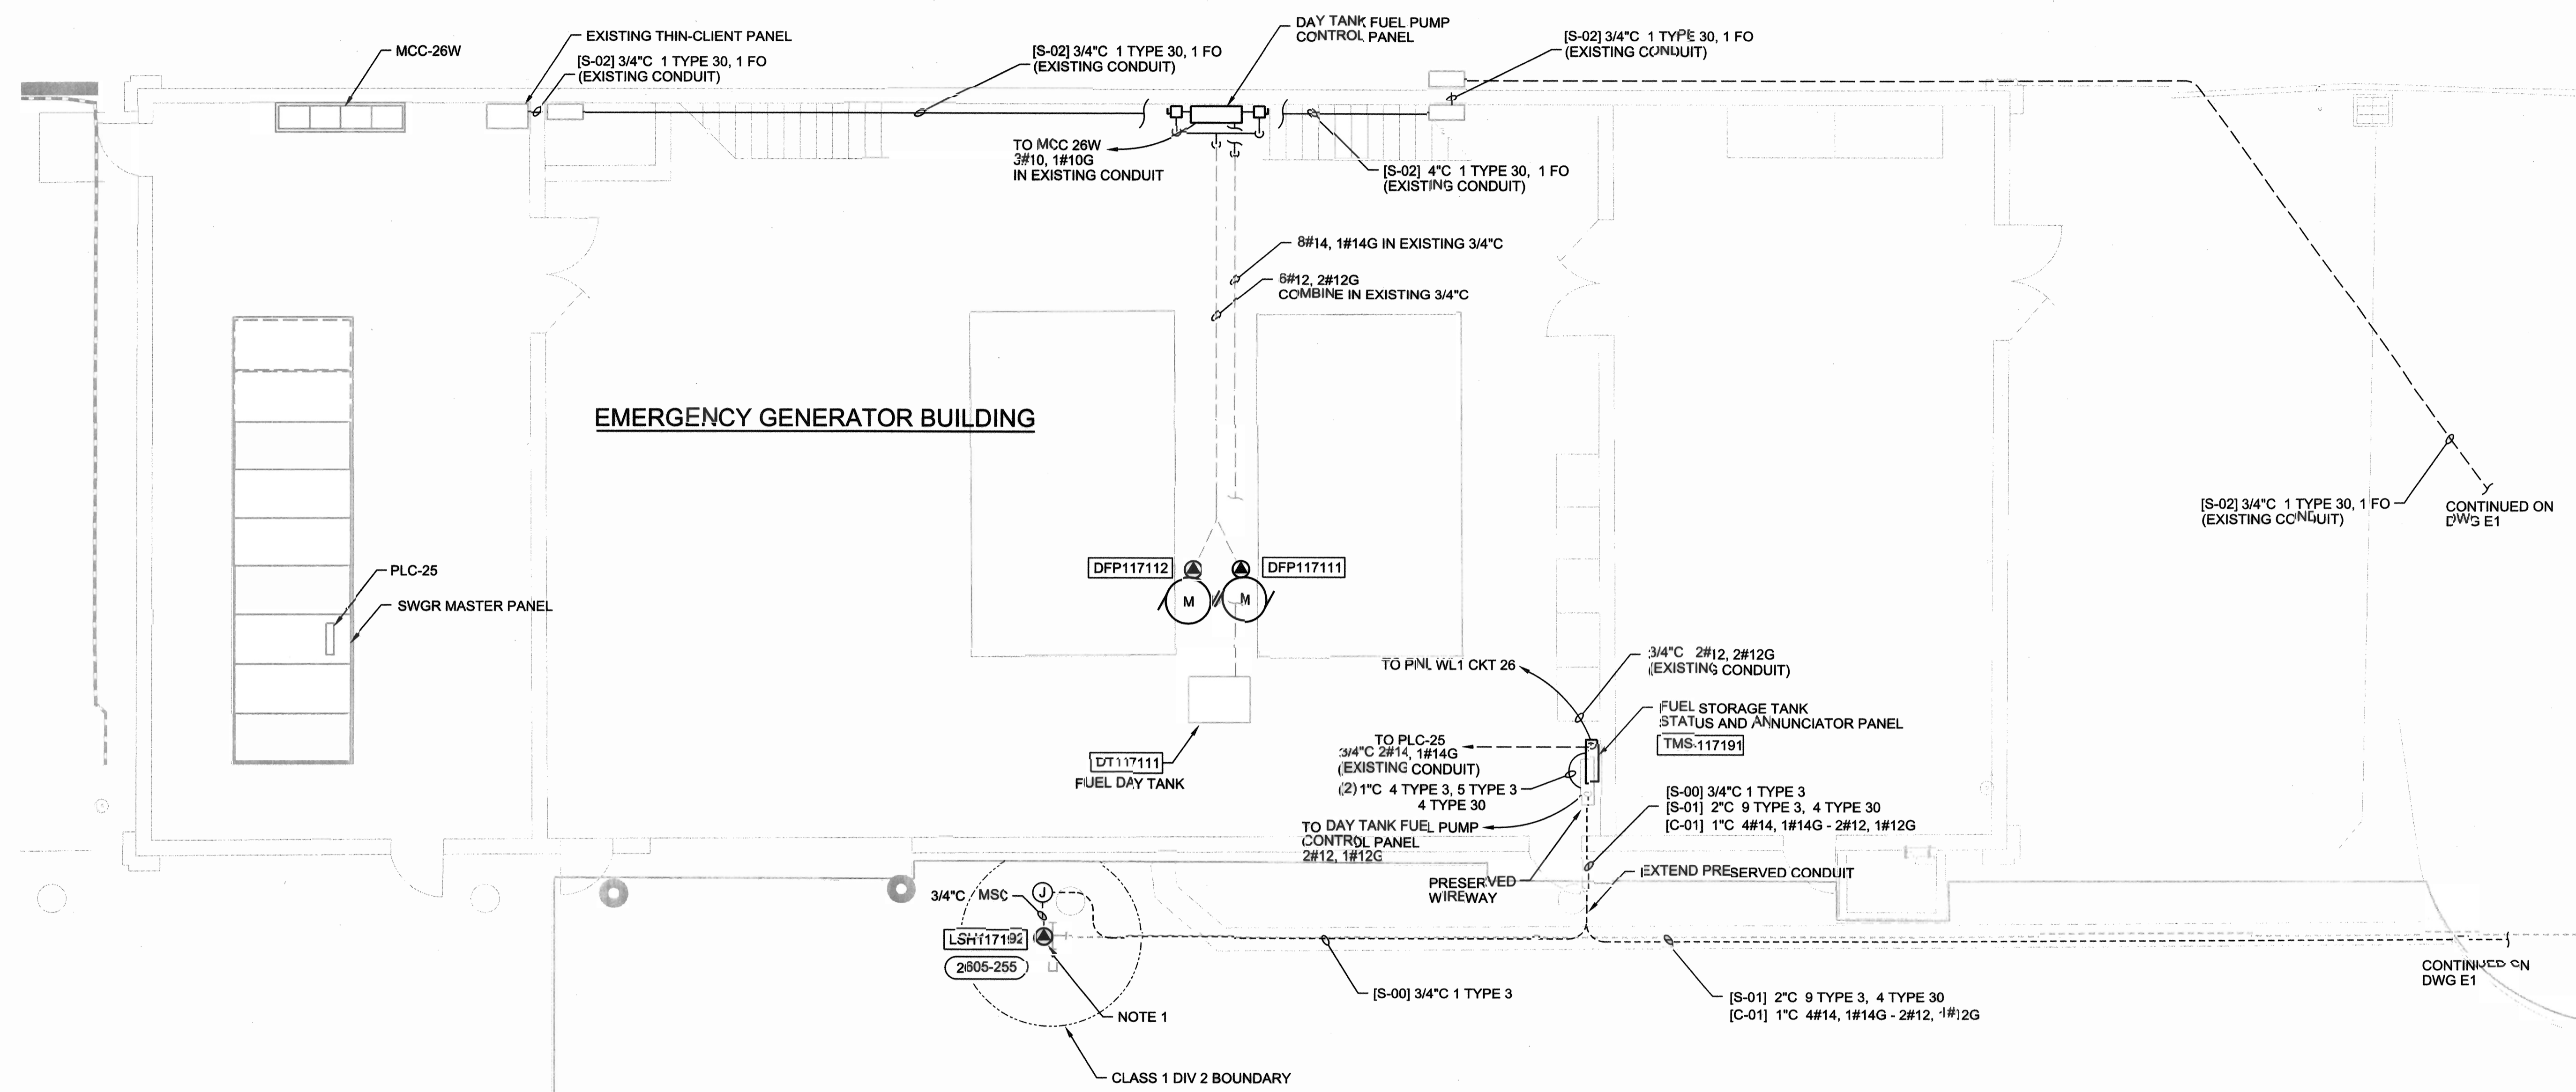 MCC-26W
EXISTING THIN-CLIENT PANEL
[S-02] 3/4"C 1 TYPE 30, 1 FO
(EXISTING CONDUIT)
[S-02] 3/4"C 1 TYPE 30, 1 FO
(EXISTING CONDUIT)
DAY TANK FUEL PUMP
CONTROL PANEL
[S-02] 3/4"C 1 TYPE 30, 1 FO
(EXISTING CONDUIT)
TO MCC 26W
3#10, 1#10G
IN EXISTING CONDUIT
[S-02] 4"C 1 TYPE 30, 1 FO
(EXISTING CONDUIT)
8#14, 1#14G IN EXISTING 3/4"C
6#12, 2#12G
COMBINE IN EXISTING 3/4"C
EMERGENCY GENERATOR BUILDING
[S-02] 3/4"C 1 TYPE 30, 1 FO
(EXISTING CONDUIT)
CONTINUED ON
DWG E1
PLC-25
SWGR MASTER PANEL
DFP117112
DFP117111
M
M
TO PNL WL1 CKT 26
3/4"C 2#12, 2#12G
(EXISTING CONDUIT)
FUEL STORAGE TANK
STATUS AND ANNUNCIATOR PANEL
TMS-117191
TO PLC-25
3/4"C 2#14, 1#14G
(EXISTING CONDUIT)
(2) 1"C 4 TYPE 3, 5 TYPE 3
4 TYPE 30
DT117111
FUEL DAY TANK
[S-00] 3/4"C 1 TYPE 3
[S-01] 2"C 9 TYPE 3, 4 TYPE 30
[C-01] 1"C 4#14, 1#14G - 2#12, 1#12G
TO DAY TANK FUEL PUMP
CONTROL PANEL
2#12, 1#12G
PRESERVED
WIREWAY
EXTEND PRESERVED CONDUIT
3/4"C MSC
J
LSH117192
2605-255
NOTE 1
CLASS 1 DIV 2 BOUNDARY
[S-00] 3/4"C 1 TYPE 3
[S-01] 2"C 9 TYPE 3, 4 TYPE 30
[C-01] 1"C 4#14, 1#14G - 2#12, 1#12G
CONTINUED ON
DWG E1